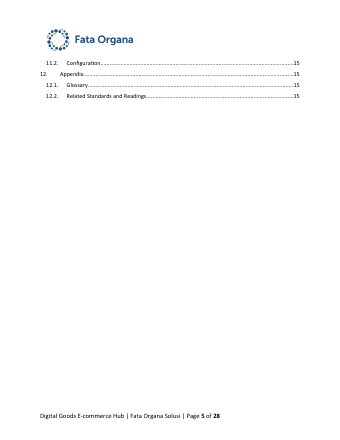 Fata Organa
11.2. Configuration 15
12. Appendix 15
12.1. Glossary 15
12.2. Related Standards and Readings 15
Digital Goods E-commerce Hub | Fata Organa Solusi | Page 5 of 28